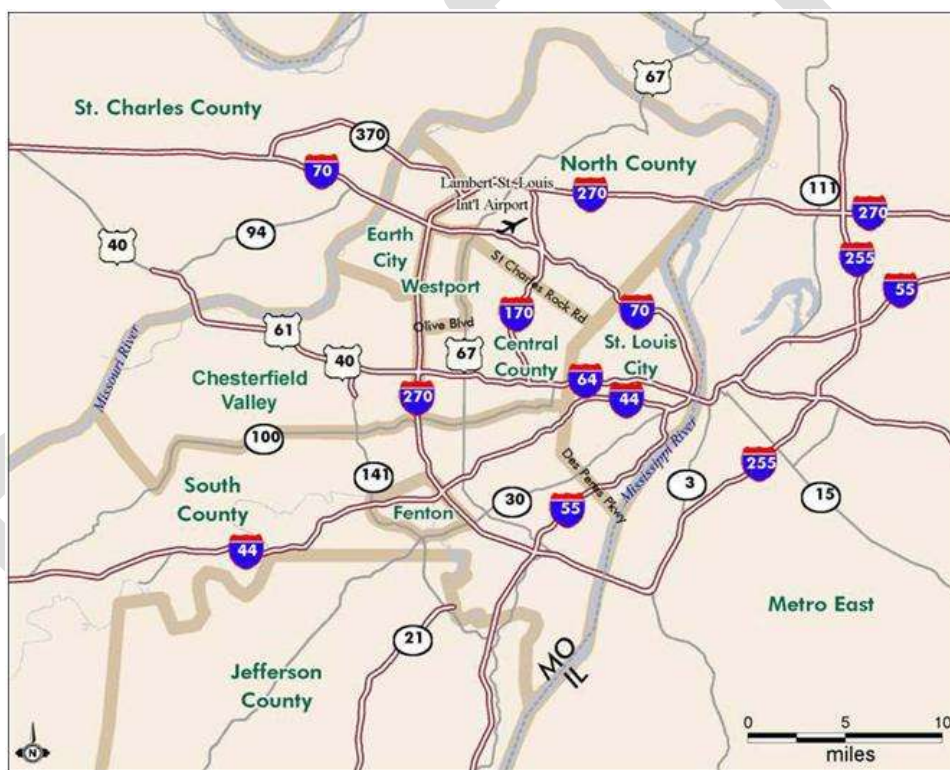 67
St. Charles County
370
70
North County
Lambert-St. Louis
Int'l Airport
270
111
270
94
40
Earth
City
255
St Charles Rock Rd
55
Westport
170
70
61
Olive Blvd
Central
County
St. Louis
City
67
40
Missouri River
Chesterfield
Valley
64
270
44
100
Des Peres Pkwy
Mississippi River
255
141
South
County
30
3
15
Fenton
55
44
Metro East
21
MO
IL
Jefferson
County
0 5 10
miles
N